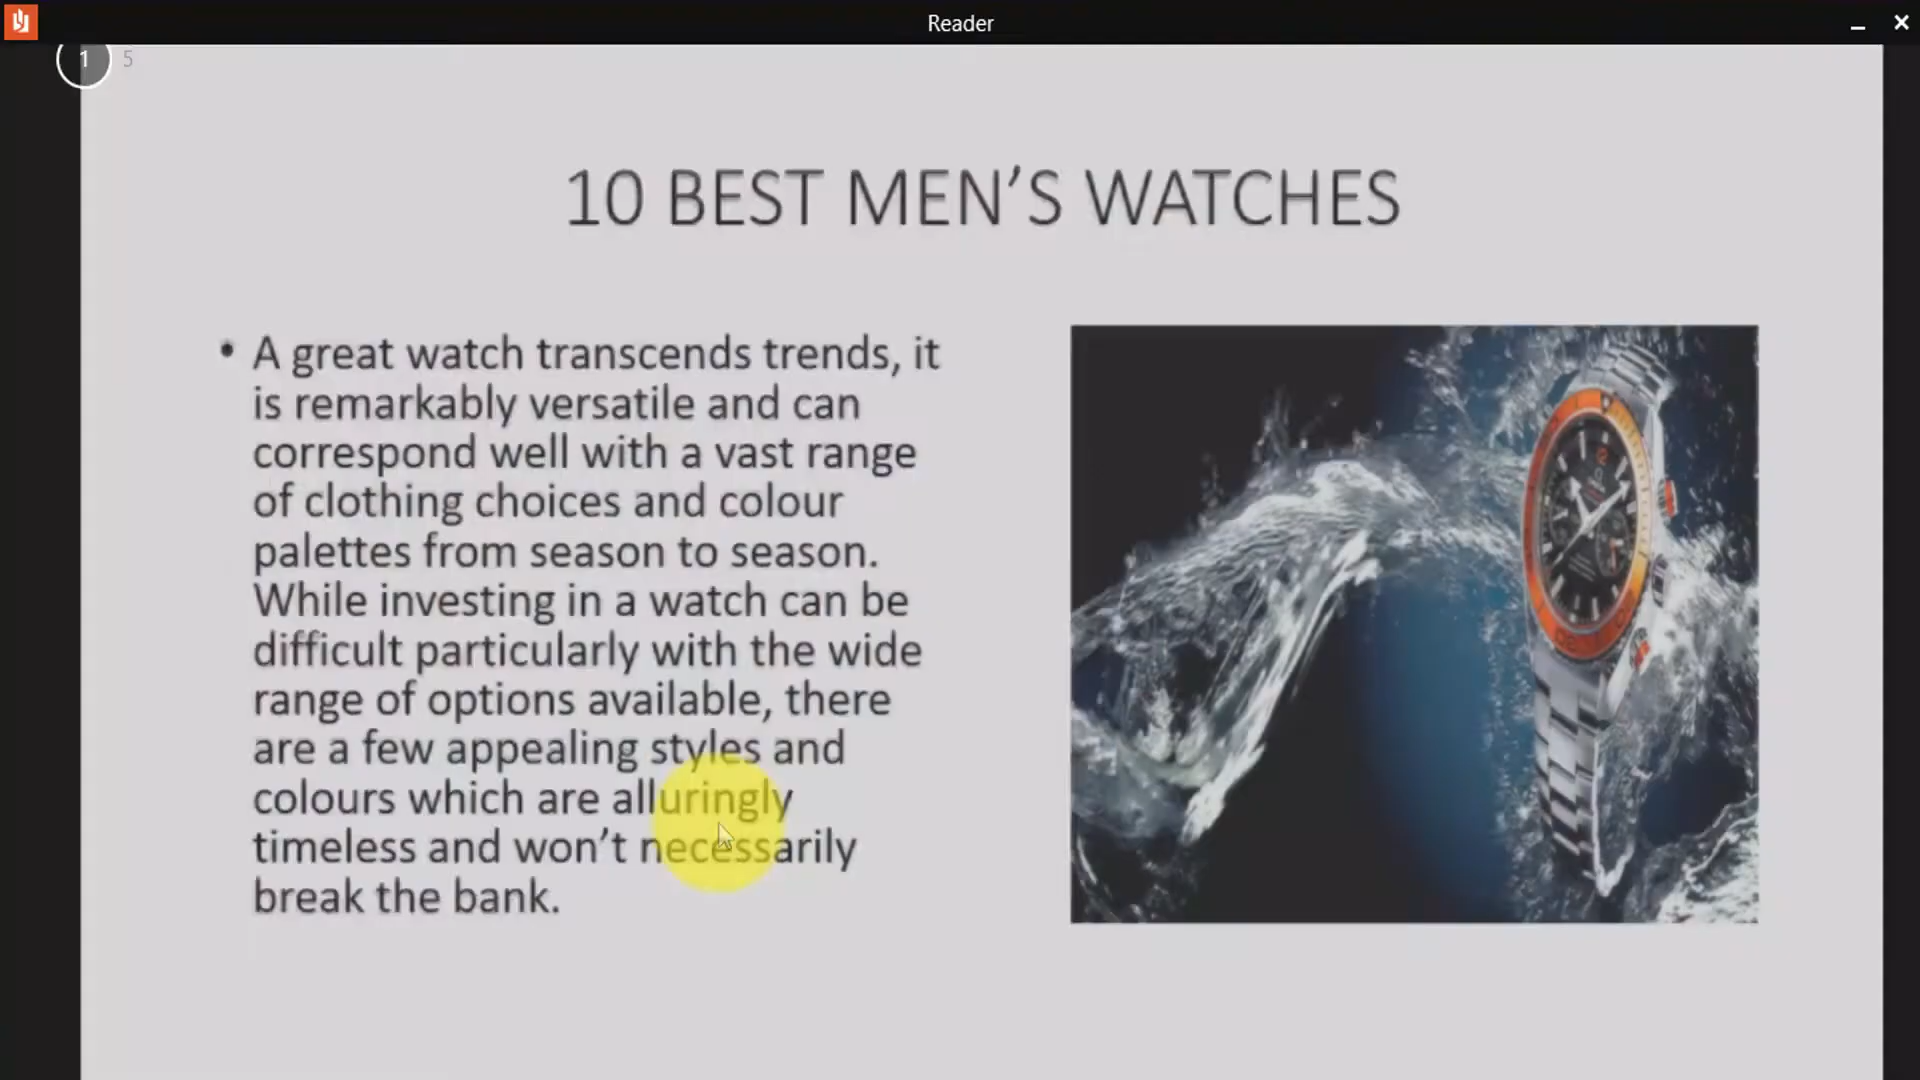 Reader
1 5
10 BEST MEN’S WATCHES
• A great watch transcends trends, it
is remarkably versatile and can
correspond well with a vast range
of clothing choices and colour
palettes from season to season.
While investing in a watch can be
difficult particularly with the wide
range of options available, there
are a few appealing styles and
colours which are alluringly
timeless and won’t necessarily
break the bank.